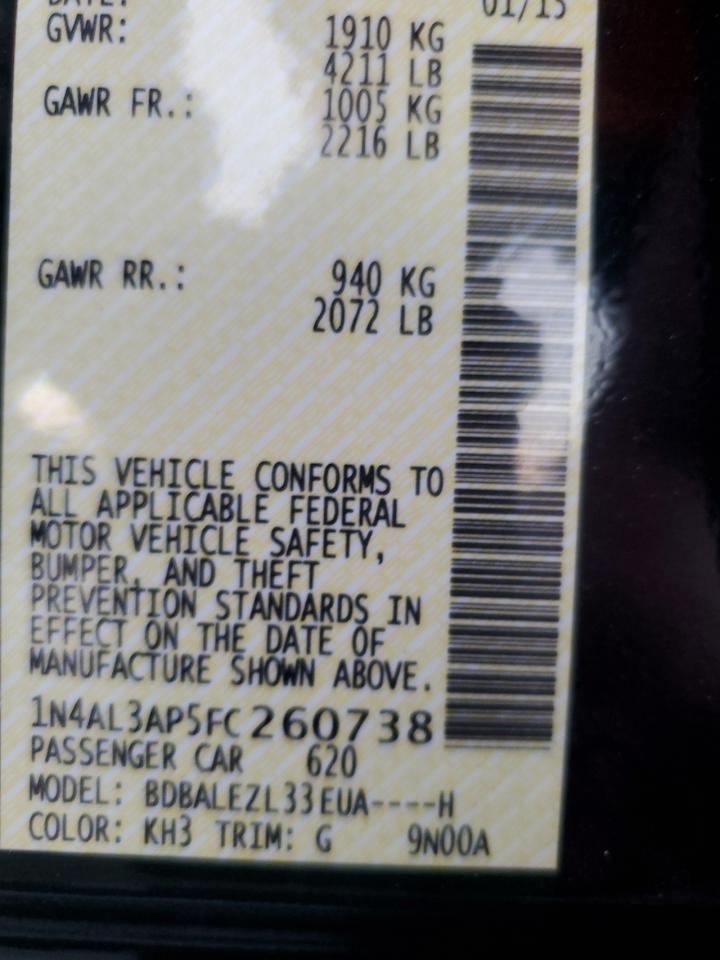 DATE: 01/15
GVWR: 1910 KG
4211 LB
GAWR FR.: 1005 KG
2216 LB
GAWR RR.: 940 KG
2072 LB
THIS VEHICLE CONFORMS TO
ALL APPLICABLE FEDERAL
MOTOR VEHICLE SAFETY,
BUMPER, AND THEFT
PREVENTION STANDARDS IN
EFFECT ON THE DATE OF
MANUFACTURE SHOWN ABOVE.
1N4AL3AP5FC260738
PASSENGER CAR 620
MODEL: BDBALEZL33EUA----H
COLOR: KH3 TRIM: G 9N00A